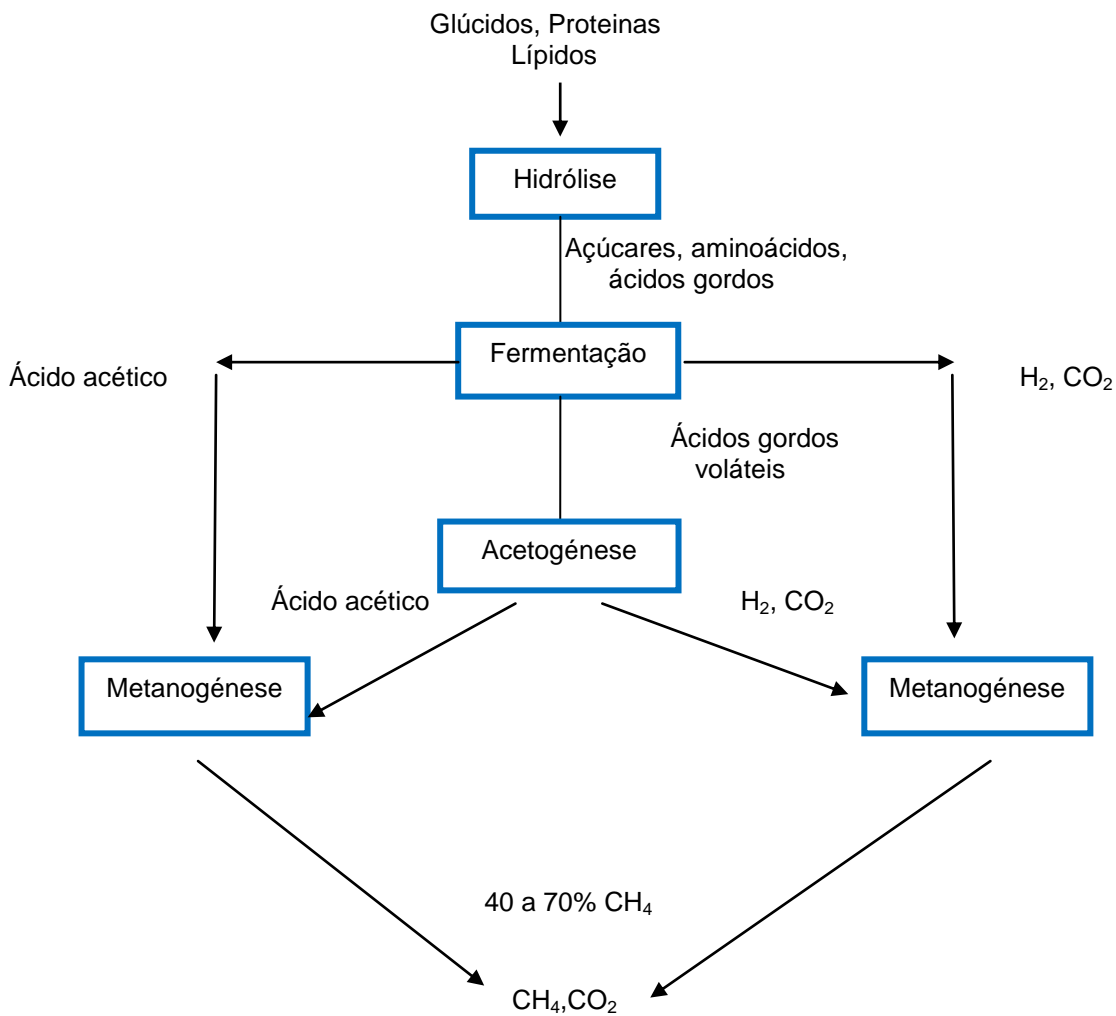 Glúcidos, Proteinas
Lípidos
Hidrólise
Açúcares, aminoácidos,
ácidos gordos
Fermentação
Ácido acético
H₂, CO₂
Ácidos gordos
voláteis
Acetogénese
Ácido acético
H₂, CO₂
Metanogénese
Metanogénese
40 a 70% CH₄
CH₄,CO₂